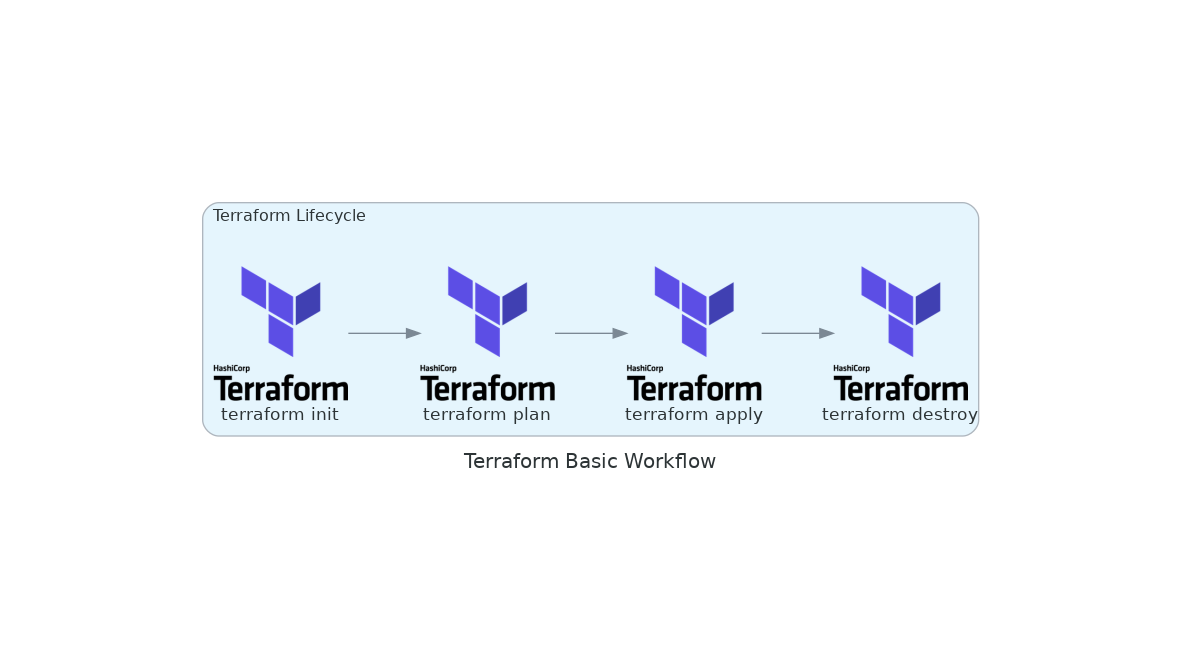 Terraform Lifecycle
HashiCorp
Terraform
terraform init
HashiCorp
Terraform
terraform plan
HashiCorp
Terraform
terraform apply
HashiCorp
Terraform
terraform destroy
Terraform Basic Workflow